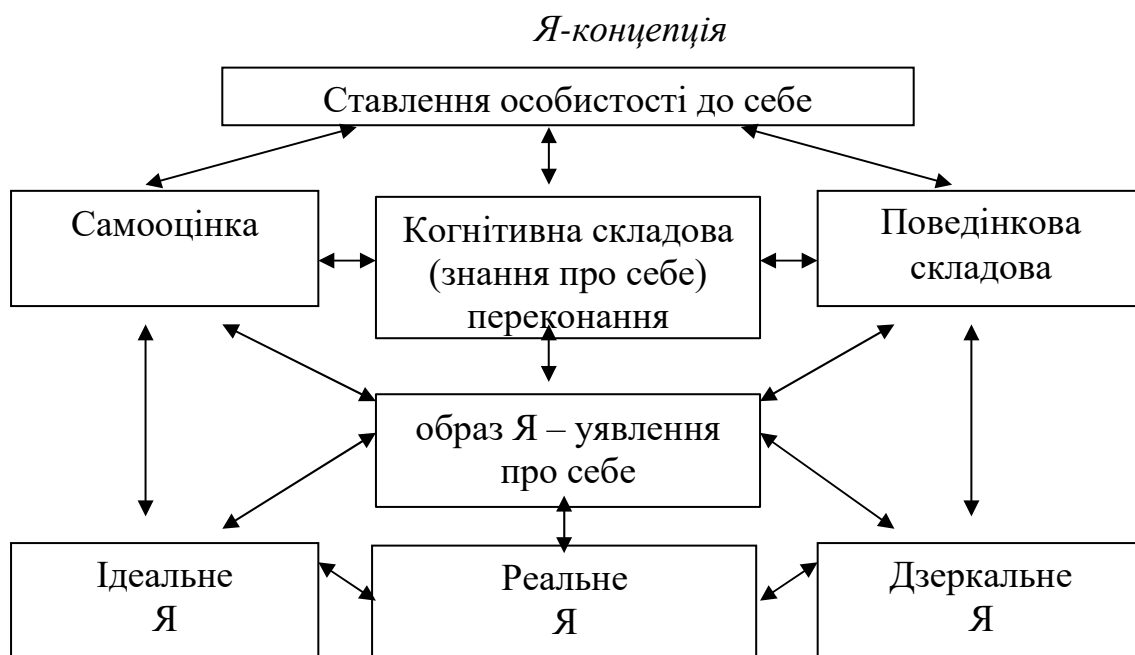 Я-концепція
Ставлення особистості до себе
Самооцінка
Когнітивна складова
(знання про себе)
переконання
Поведінкова
складова
образ Я – уявлення
про себе
Ідеальне
Я
Реальне
Я
Дзеркальне
Я